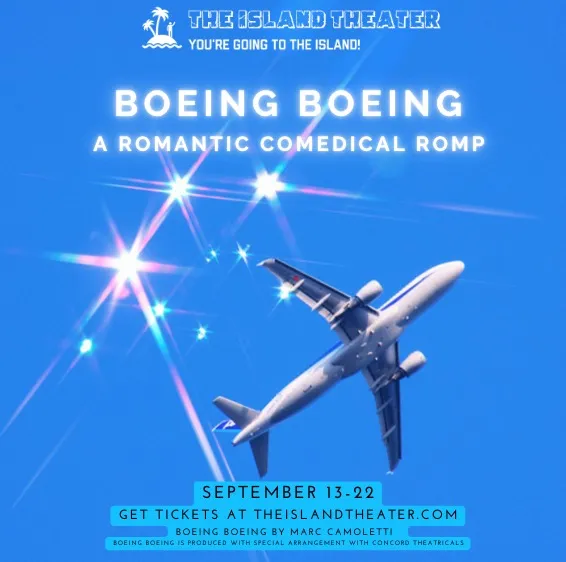 THE ISLAND THEATER
YOU'RE GOING TO THE ISLAND!
BOEING BOEING
A ROMANTIC COMEDICAL ROMP
SEPTEMBER 13-22
GET TICKETS AT THEISLANDTHEATER.COM
BOEING BOEING BY MARC CAMOLETTI
BOEING BOEING IS PRODUCED WITH SPECIAL ARRANGEMENT WITH CONCORD THEATRICALS